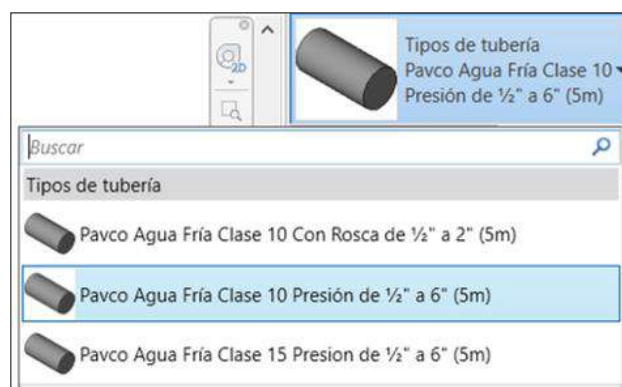 2D
Tipos de tubería
Pavco Agua Fría Clase 10
Presión de ½" a 6" (5m)
Buscar
Tipos de tubería
Pavco Agua Fría Clase 10 Con Rosca de ½" a 2" (5m)
Pavco Agua Fría Clase 10 Presión de ½" a 6" (5m)
Pavco Agua Fría Clase 15 Presion de ½" a 6" (5m)